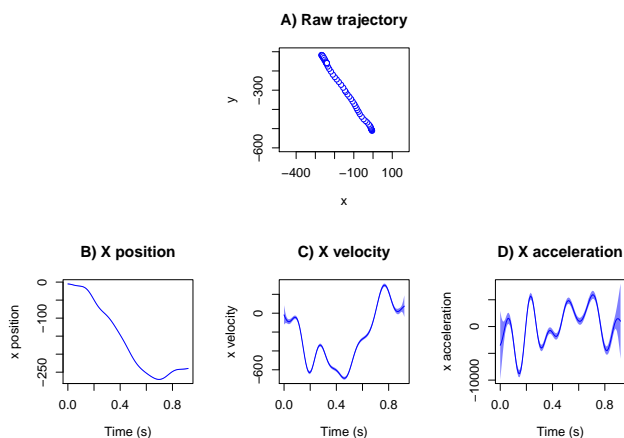 A) Raw trajectory
y
-600
-300
-400
-100
100
x
B) X position
C) X velocity
D) X acceleration
x position
-250
-100
0
x velocity
-600
0
x acceleration
-10000
0
0.0
0.4
0.8
0.0
0.4
0.8
0.0
0.4
0.8
Time (s)
Time (s)
Time (s)